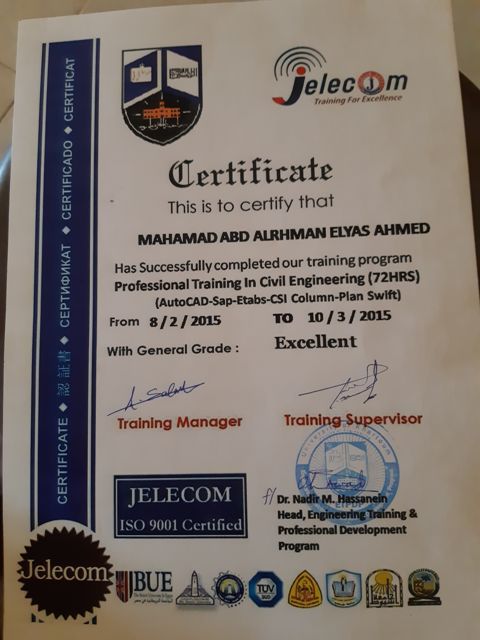 Jelecom
Training For Excellence
Certificate
This is to certify that
MAHAMAD ABD ALRHMAN ELYAS AHMED
Has Successfully completed our training program
Professional Training In Civil Engineering (72HRS)
(AutoCAD-Sap-Etabs-CSI Column-Plan Swift)
From 8/2/2015 TO 10/3/2015
With General Grade : Excellent
A. Salah
Training Manager
Training Supervisor
JELECOM
ISO 9001 Certified
f/ Dr. Nadir M. Hassanein
Head, Engineering Training &
Professional Development
Program
CERTIFICATE ◆ 認証書 ◆ СЕРТИФИКАТ ◆ CERTIFICADO ◆ CERTIFICAT
Jelecom
BUE
TÜV